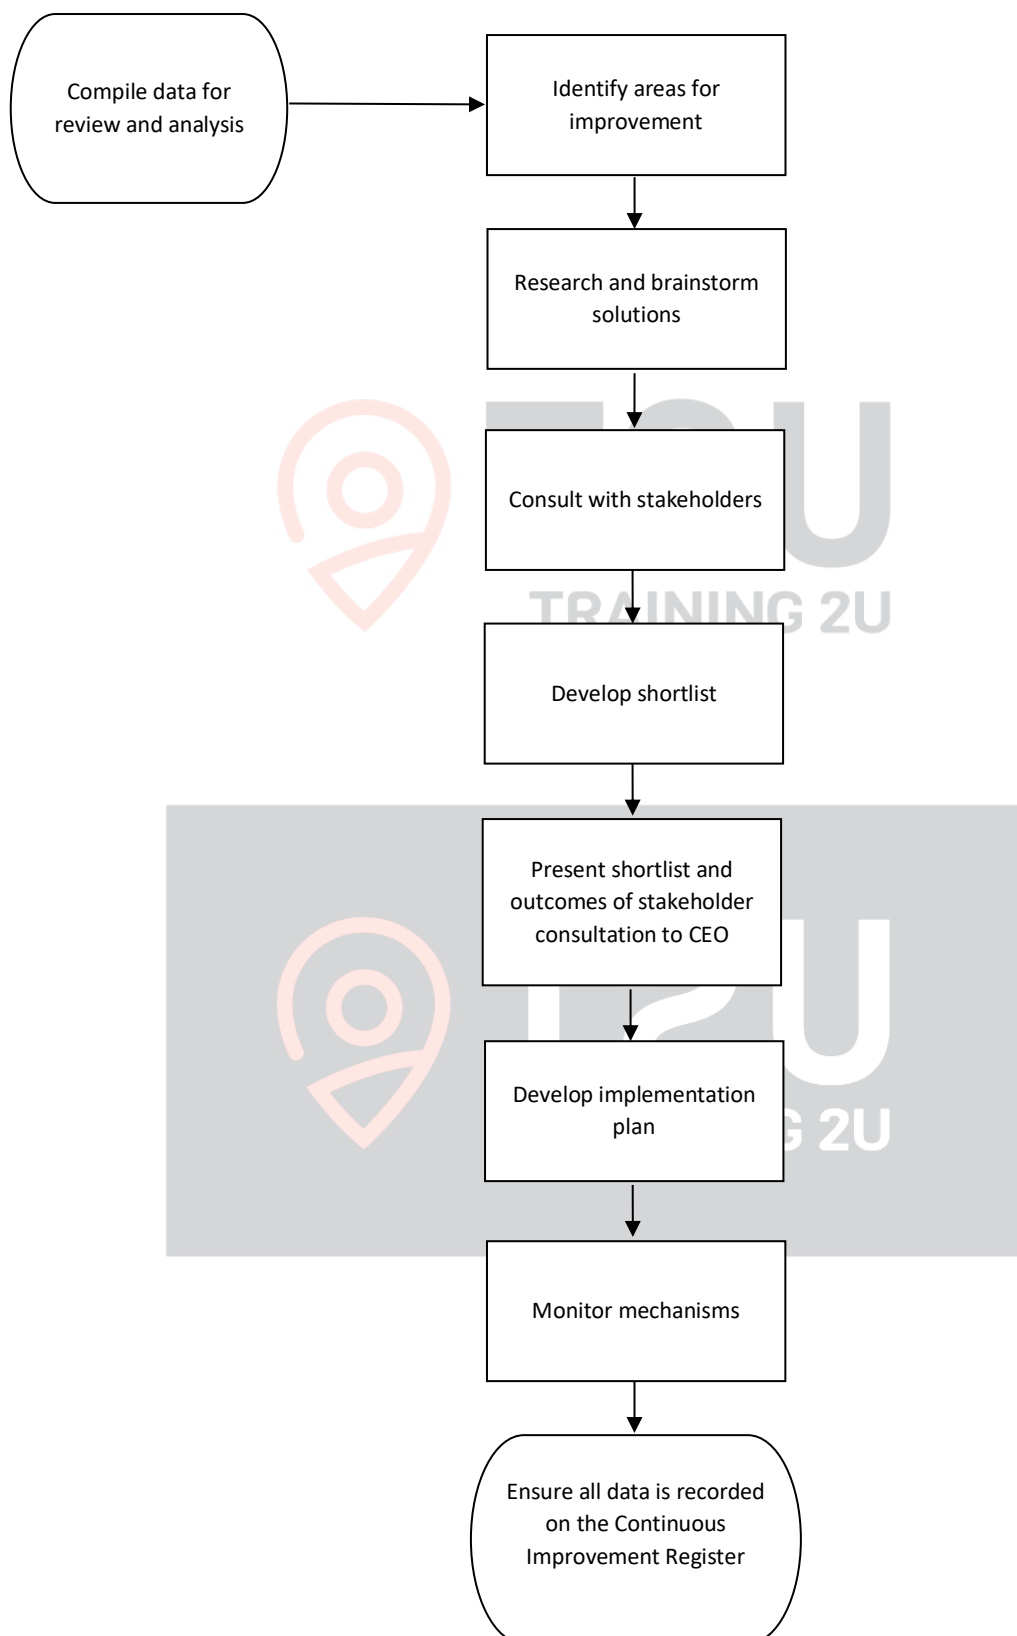 Compile data for
review and analysis
Identify areas for
improvement
Research and brainstorm
solutions
Consult with stakeholders
TRAINING 2U
Develop shortlist
Present shortlist and
outcomes of stakeholder
consultation to CEO
Develop implementation
plan
G 2U
Monitor mechanisms
Ensure all data is recorded
on the Continuous
Improvement Register